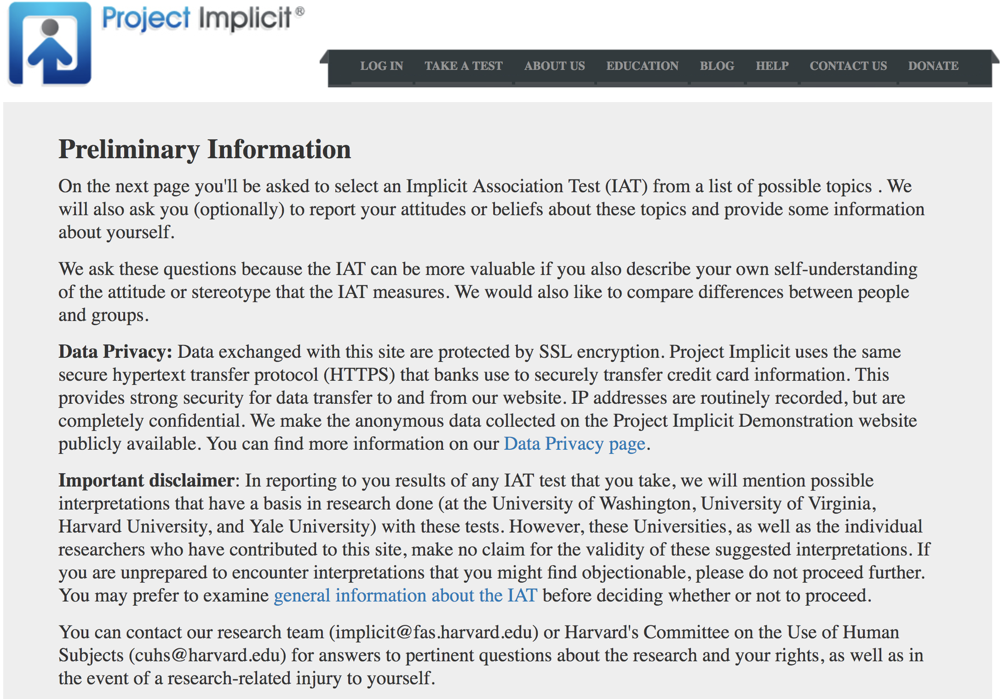 Project Implicit®
LOG IN TAKE A TEST ABOUT US EDUCATION BLOG HELP CONTACT US DONATE
Preliminary Information
On the next page you'll be asked to select an Implicit Association Test (IAT) from a list of possible topics . We
will also ask you (optionally) to report your attitudes or beliefs about these topics and provide some information
about yourself.
We ask these questions because the IAT can be more valuable if you also describe your own self-understanding
of the attitude or stereotype that the IAT measures. We would also like to compare differences between people
and groups.
Data Privacy: Data exchanged with this site are protected by SSL encryption. Project Implicit uses the same
secure hypertext transfer protocol (HTTPS) that banks use to securely transfer credit card information. This
provides strong security for data transfer to and from our website. IP addresses are routinely recorded, but are
completely confidential. We make the anonymous data collected on the Project Implicit Demonstration website
publicly available. You can find more information on our Data Privacy page.
Important disclaimer: In reporting to you results of any IAT test that you take, we will mention possible
interpretations that have a basis in research done (at the University of Washington, University of Virginia,
Harvard University, and Yale University) with these tests. However, these Universities, as well as the individual
researchers who have contributed to this site, make no claim for the validity of these suggested interpretations. If
you are unprepared to encounter interpretations that you might find objectionable, please do not proceed further.
You may prefer to examine general information about the IAT before deciding whether or not to proceed.
You can contact our research team (implicit@fas.harvard.edu) or Harvard's Committee on the Use of Human
Subjects (cuhs@harvard.edu) for answers to pertinent questions about the research and your rights, as well as in
the event of a research-related injury to yourself.